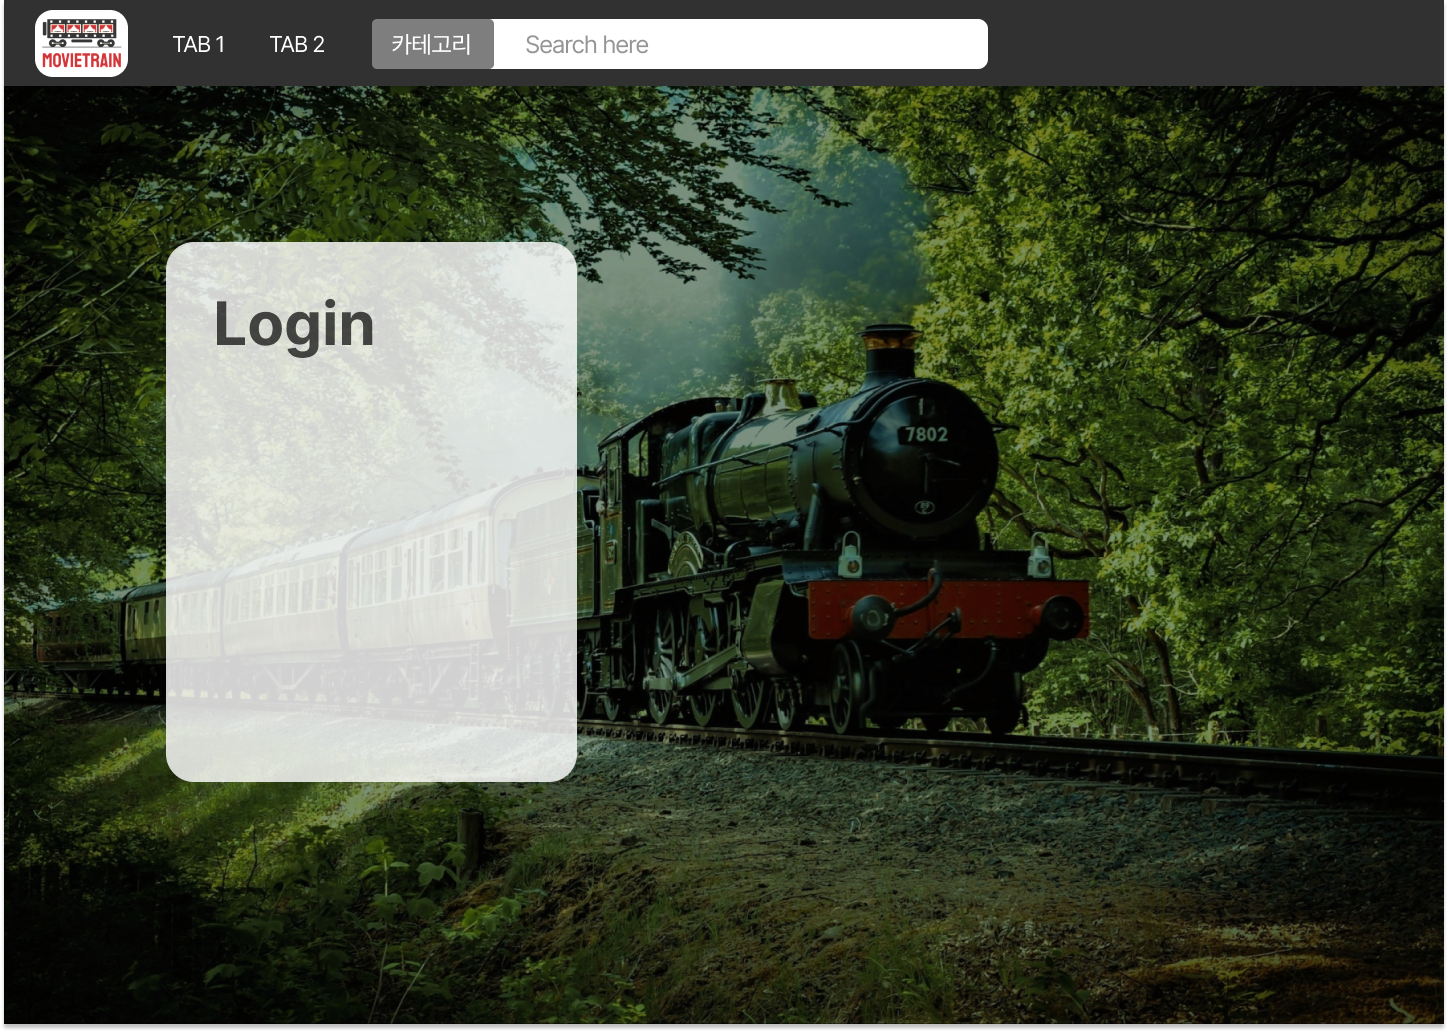 MOVIETRAIN
TAB 1
TAB 2
카테고리
Search here
Login
7802